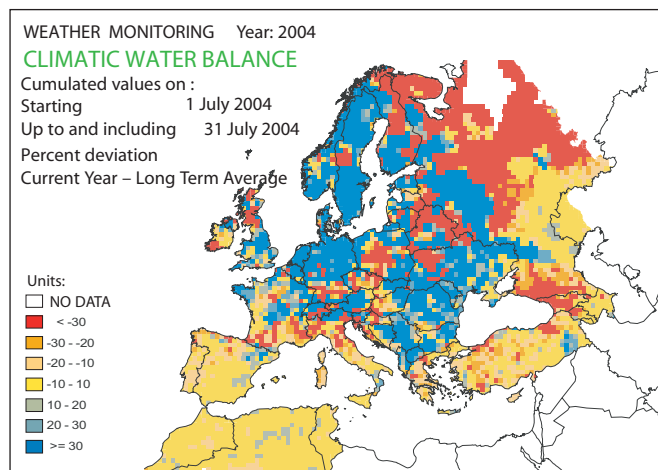 WEATHER MONITORING Year: 2004
CLIMATIC WATER BALANCE
Cumulated values on :
Starting 1 July 2004
Up to and including 31 July 2004
Percent deviation
Current Year – Long Term Average
Units:
NO DATA
< -30
-30 - -20
-20 - -10
-10 - 10
10 - 20
20 - 30
>= 30